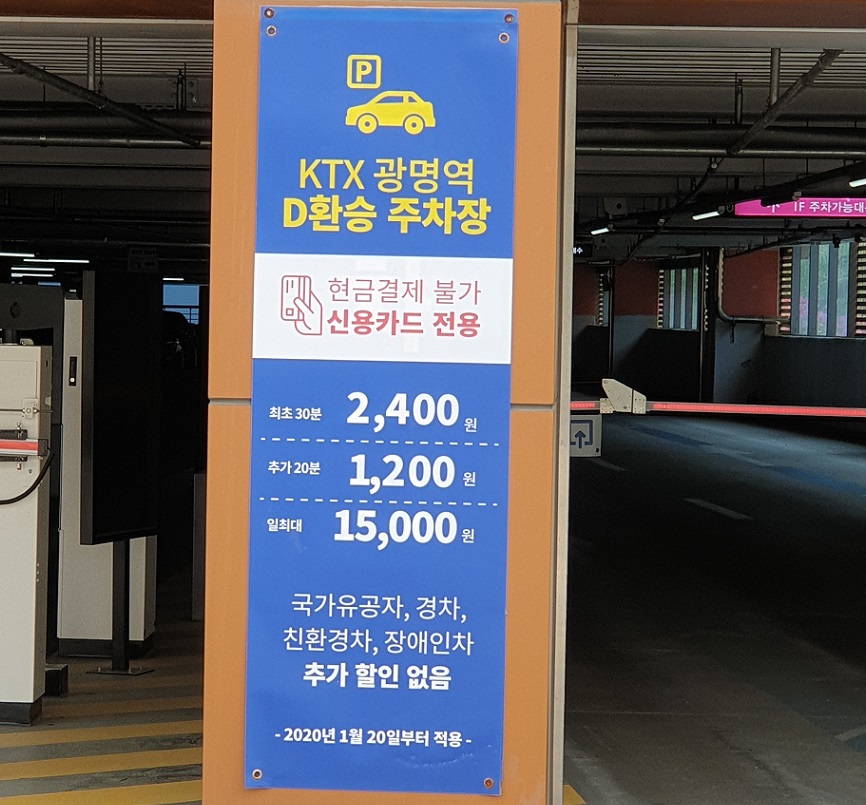 P
KTX 광명역
D환승 주차장
현금결제 불가
신용카드 전용
최초 30분 2,400 원
추가 20분 1,200 원
일최대 15,000 원
국가유공자, 경차,
친환경차, 장애인차
추가 할인 없음
- 2020년 1월 20일부터 적용 -
1F 주차가능대